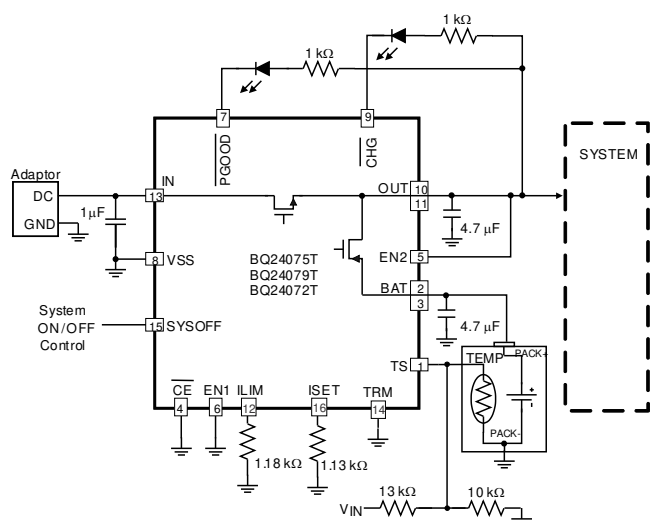 1 kΩ
1 kΩ
7
9
PGOOD
CHG
SYSTEM
Adaptor
DC
GND
IN
13
1μF
OUT
10
11
4.7 μF
8
VSS
BQ24075T
BQ24079T
BQ24072T
EN2
5
BAT
2
3
4.7 μF
System
ON/OFF
Control
15
SYSOFF
TS
1
TEMP
PACK+
+
-
PACK-
CE
EN1
ILIM
ISET
TRM
4
6
12
16
14
1.18 kΩ
1.13 kΩ
VIN
13 kΩ
10 kΩ